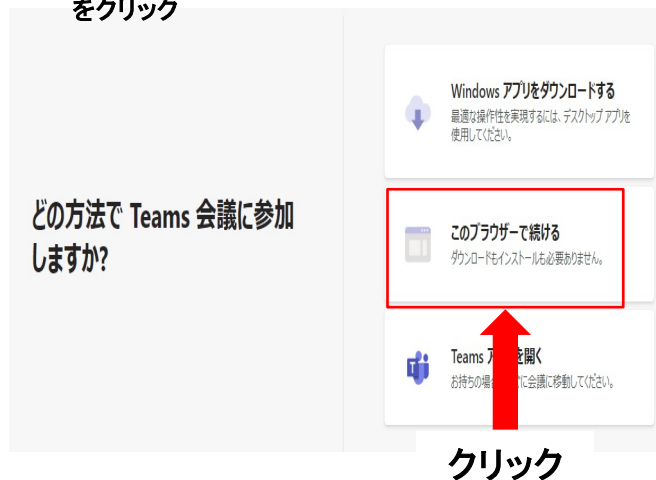 をクリック
Windows アプリをダウンロードする
最適な操作性を実現するには、デスクトップ アプリを
使用してください。
どの方法で Teams 会議に参加
しますか?
このブラウザーで続ける
ダウンロードもインストールも必要ありません。
Teams ア を開く
お持ちの場合 に会議に移動してください。
クリック